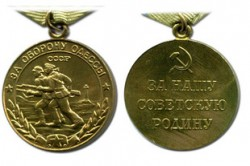 ЗА ОБОРОНУ ОДЕССЫ
СССР
ЗА НАШУ
СОВЕТСКУЮ
РОДИНУ